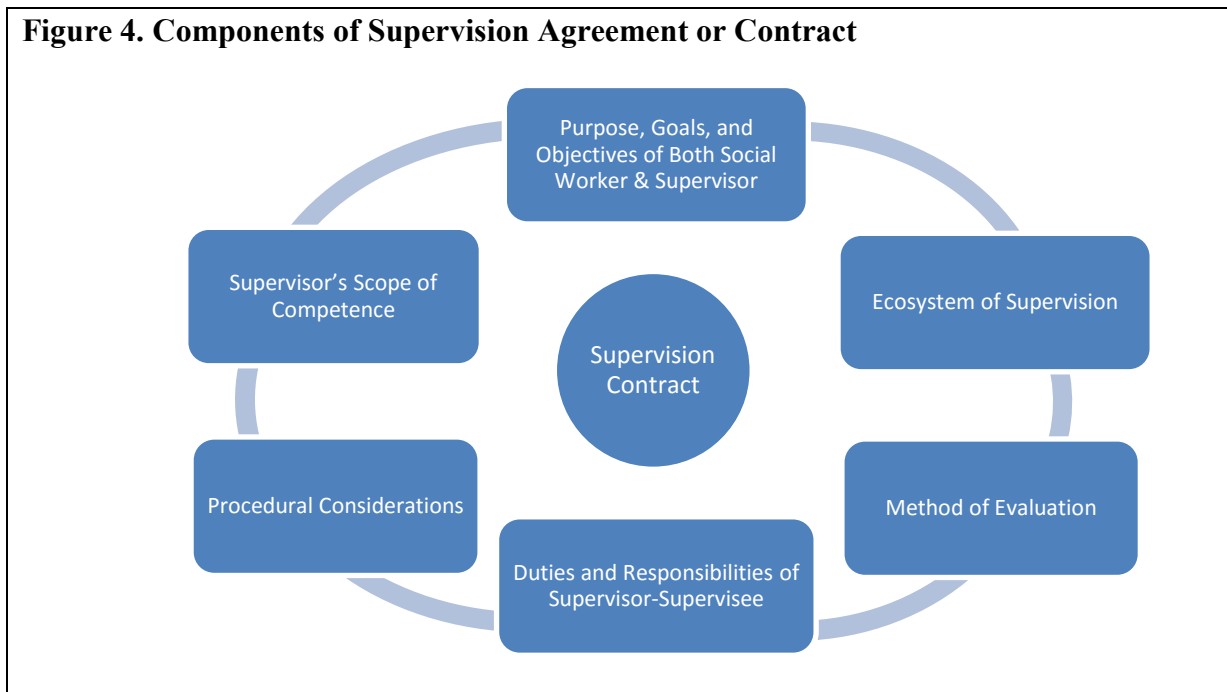 Figure 4. Components of Supervision Agreement or Contract
Purpose, Goals, and
Objectives of Both Social
Worker & Supervisor
Ecosystem of Supervision
Method of Evaluation
Duties and Responsibilities of
Supervisor-Supervisee
Procedural Considerations
Supervisor’s Scope of
Competence
Supervision
Contract